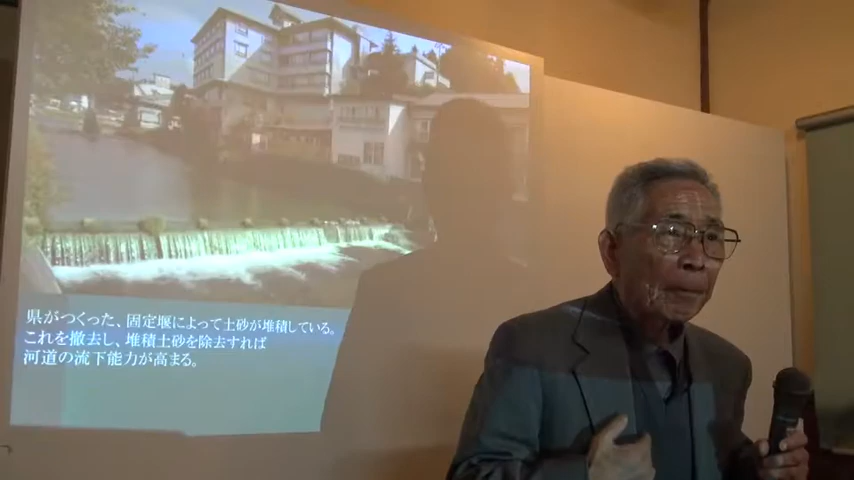 県がつくった、固定堰によって土砂が堆積している。
これを撤去し、堆積土砂を除去すれば
河道の流下能力が高まる。